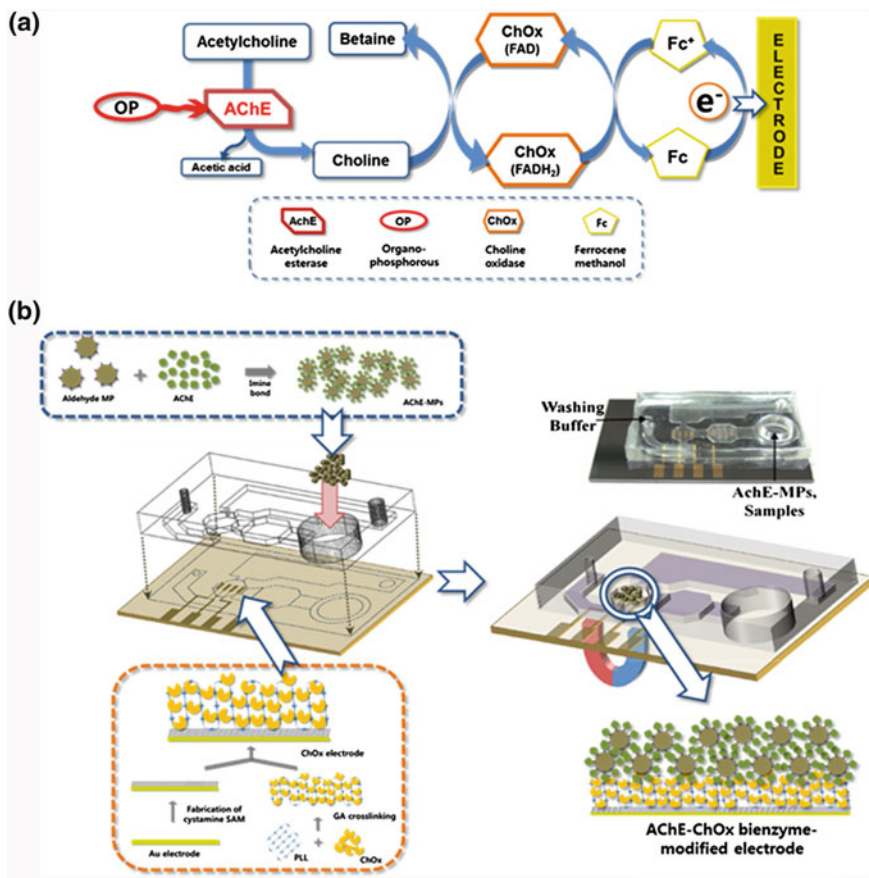 (a)
Acetylcholine
Betaine
ChOx
(FAD)
Fc⁺
ELECTRODE
OP
AChE
e⁻
Acetic acid
Choline
ChOx
(FADH₂)
Fc
AchE
OP
ChOx
Fc
Acetylcholine
esterase
Organo-
phosphorous
Choline
oxidase
Ferrocene
methanol
(b)
Aldehyde MP
+
AChE
Imine
bond
AChE-MPs
Washing
Buffer
AchE-MPs,
Samples
ChOx electrode
Fabrication of
cystamine SAM
GA crosslinking
Au electrode
PLL
+
ChOx
AChE-ChOx bienzyme-
modified electrode